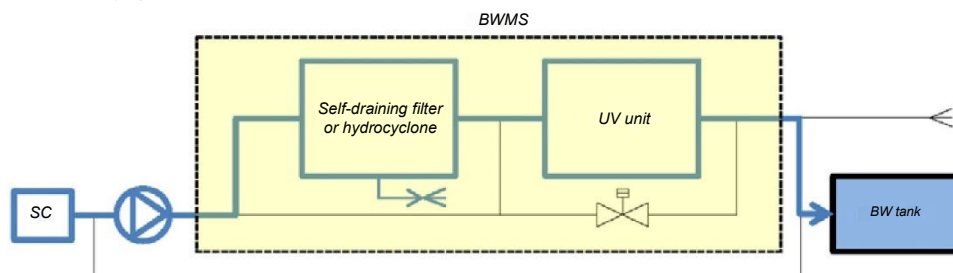 BWMS
Self-draining filter
or hydrocyclone
UV unit
SC
BW tank